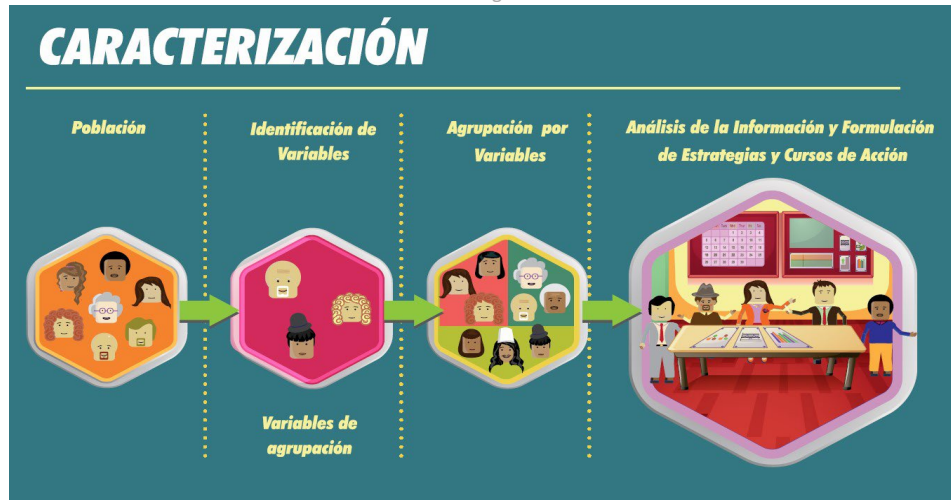 CARACTERIZACIÓN
Población
Identificación de
Variables
Agrupación por
Variables
Análisis de la Información y Formulación
de Estrategias y Cursos de Acción
Variables de
agrupación